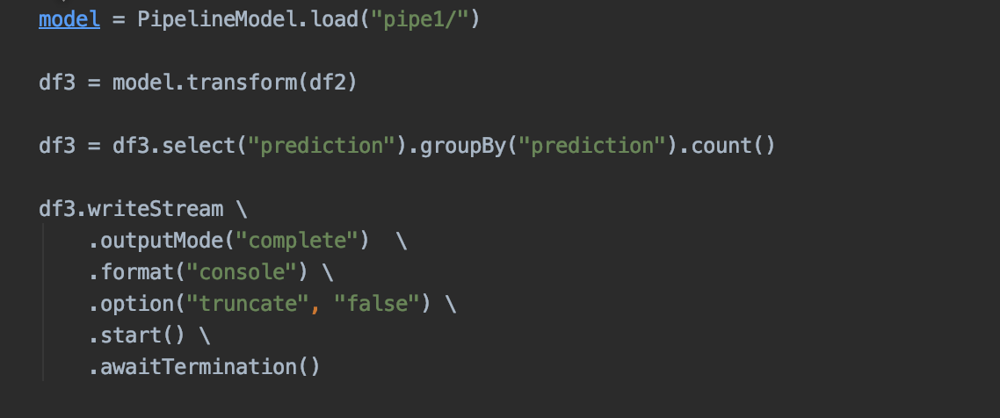 model = PipelineModel.load("pipe1/")
df3 = model.transform(df2)
df3 = df3.select("prediction").groupBy("prediction").count()
df3.writeStream \
    .outputMode("complete")  \
    .format("console") \
    .option("truncate", "false") \
    .start() \
    .awaitTermination()